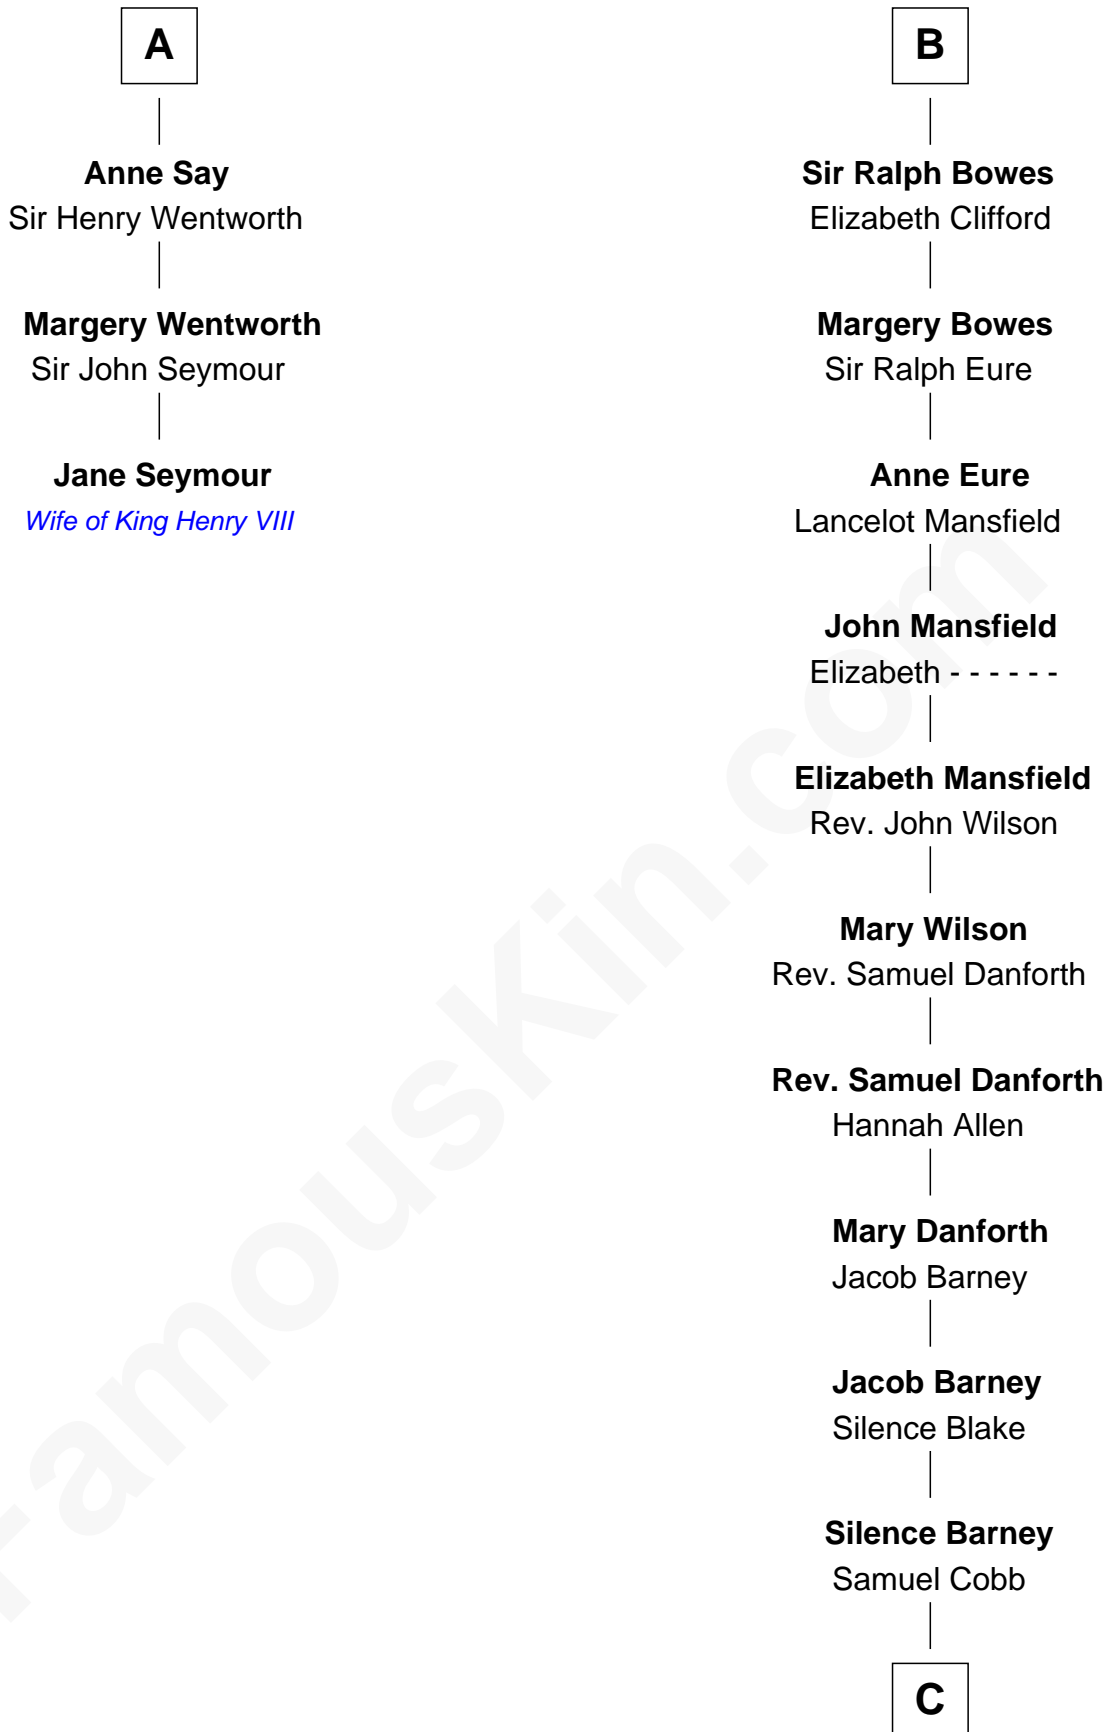 A
Anne Say
Sir Henry Wentworth
Margery Wentworth
Sir John Seymour
Jane Seymour
Wife of King Henry VIII
B
Sir Ralph Bowes
Elizabeth Clifford
Margery Bowes
Sir Ralph Eure
Anne Eure
Lancelot Mansfield
John Mansfield
Elizabeth - - - - - -
Elizabeth Mansfield
Rev. John Wilson
Mary Wilson
Rev. Samuel Danforth
Rev. Samuel Danforth
Hannah Allen
Mary Danforth
Jacob Barney
Jacob Barney
Silence Blake
Silence Barney
Samuel Cobb
C
FamousKin.com